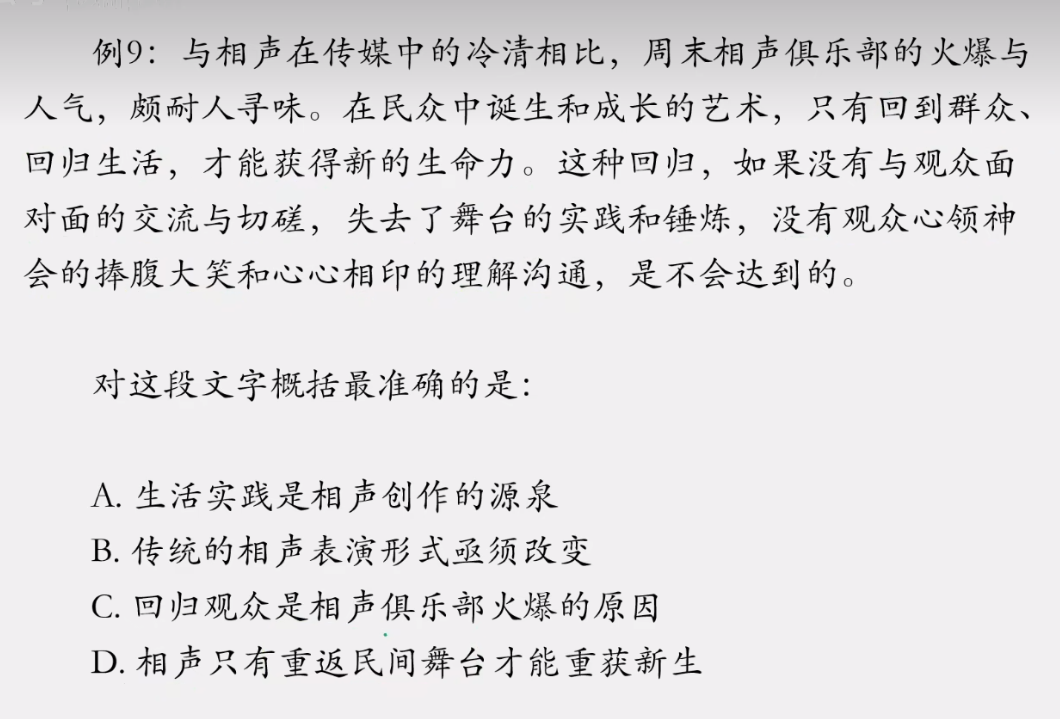 例9：与相声在传媒中的冷清相比，周末相声俱乐部的火爆与
人气，颇耐人寻味。在民众中诞生和成长的艺术，只有回到群众、
回归生活，才能获得新的生命力。这种回归，如果没有与观众面
对面的交流与切磋，失去了舞台的实践和锤炼，没有观众心领神
会的捧腹大笑和心心相印的理解沟通，是不会达到的。
对这段文字概括最准确的是：
A. 生活实践是相声创作的源泉
B. 传统的相声表演形式亟须改变
C. 回归观众是相声俱乐部火爆的原因
D. 相声只有重返民间舞台才能重获新生